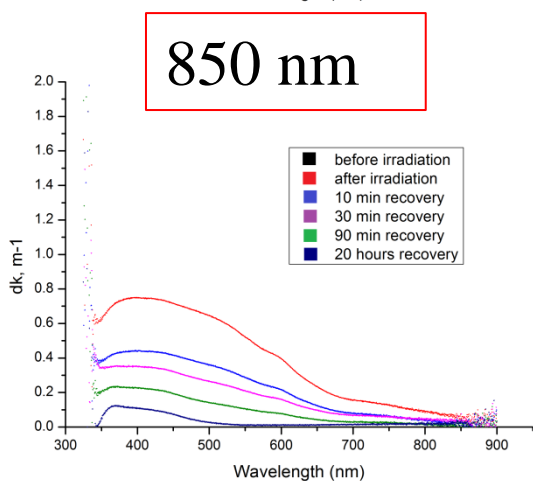 850 nm
2.0
1.8
1.6
1.4
1.2
1.0
0.8
0.6
0.4
0.2
0.0
dk, m-1
before irradiation
after irradiation
10 min recovery
30 min recovery
90 min recovery
20 hours recovery
300 400 500 600 700 800 900
Wavelength (nm)